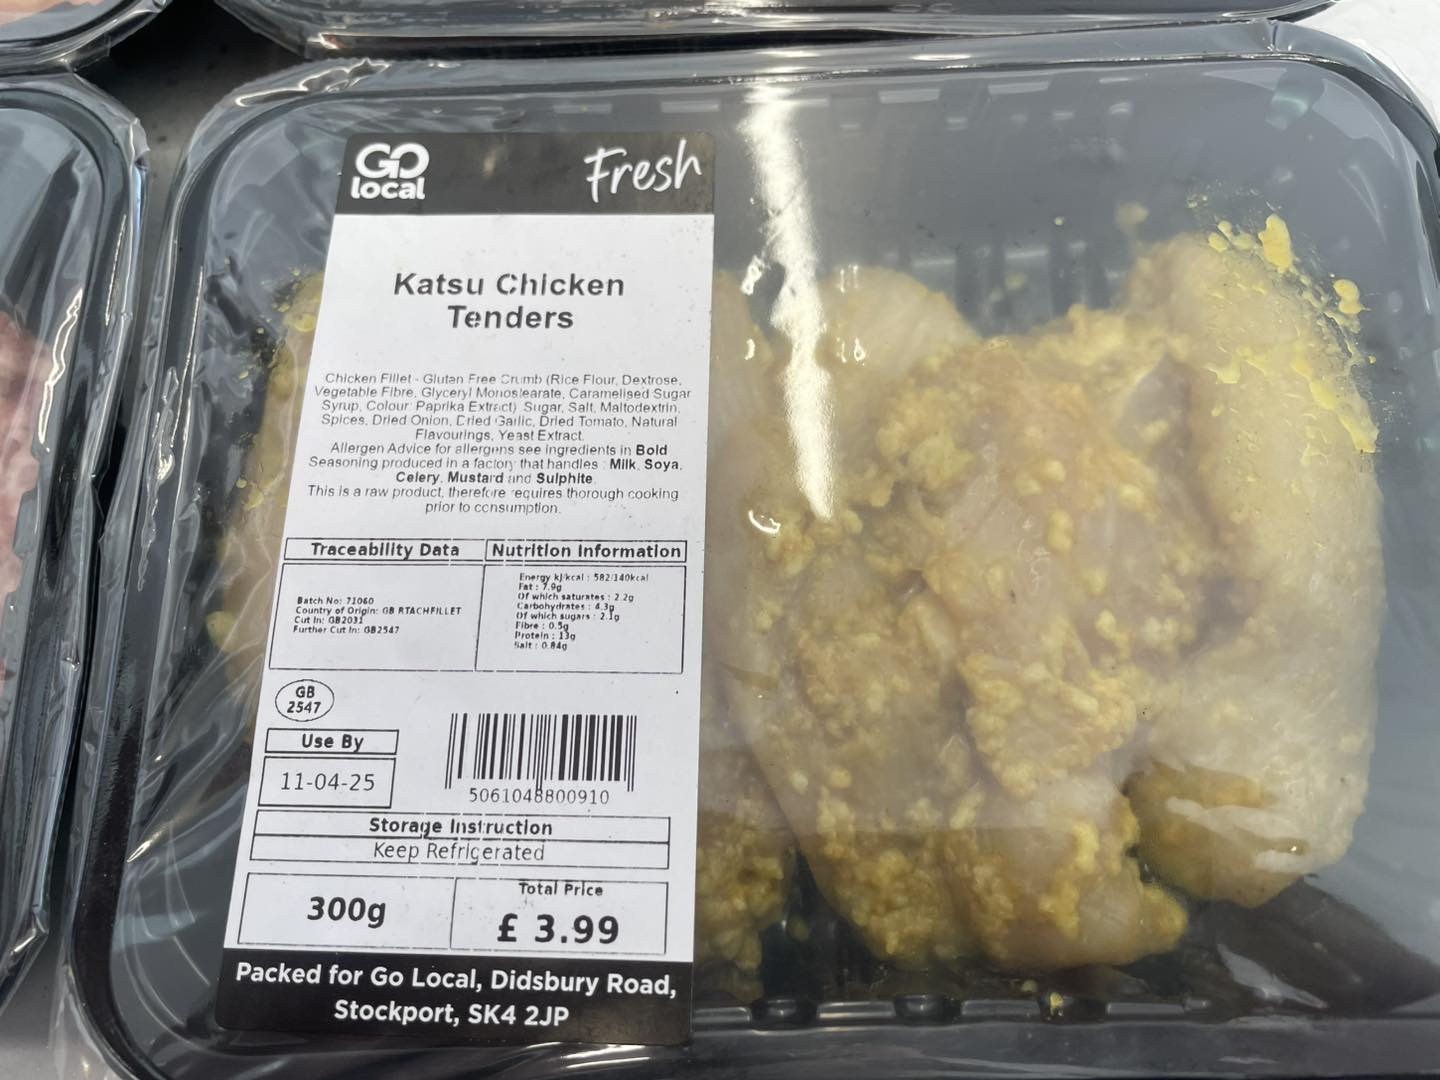 GO
local
Fresh
Katsu Chicken
Tenders
Chicken Fillet - Glutan Free Crumb (Rice Flour, Dextrose,
Vegetable Fibre, Glyceryl Monostearate, Caramelised Sugar
Syrup, Colour: Paprika Extract) Sugar, Salt, Maltodextrin,
Spices, Dried Onion, Dried Garlic, Dried Tomato, Natural
Flavourings, Yeast Extract.
Allergen Advice for allergens see ingredients in Bold
Seasoning produced in a factory that handles : Milk, Soya,
Celery, Mustard and Sulphite.
This is a raw product, therefore requires thorough cooking
prior to consumption.
Traceability Data
Batch No: 71060
Country of Origin: GB RTACHFILLET
Cut In: GB2031
Further Cut In: GB2547
Nutrition Information
Energy kJ/kcal : 582/140kcal
Fat : 7.9g
Of which saturates : 2.2g
Carbohydrates : 4.3g
Of which sugars : 2.1g
Fibre : 0.5g
Protein : 13g
Salt : 0.84g
GB
2547
Use By
11-04-25
5061048800910
Storage Instruction
Keep Refrigerated
300g
Total Price
£ 3.99
Packed for Go Local, Didsbury Road,
Stockport, SK4 2JP